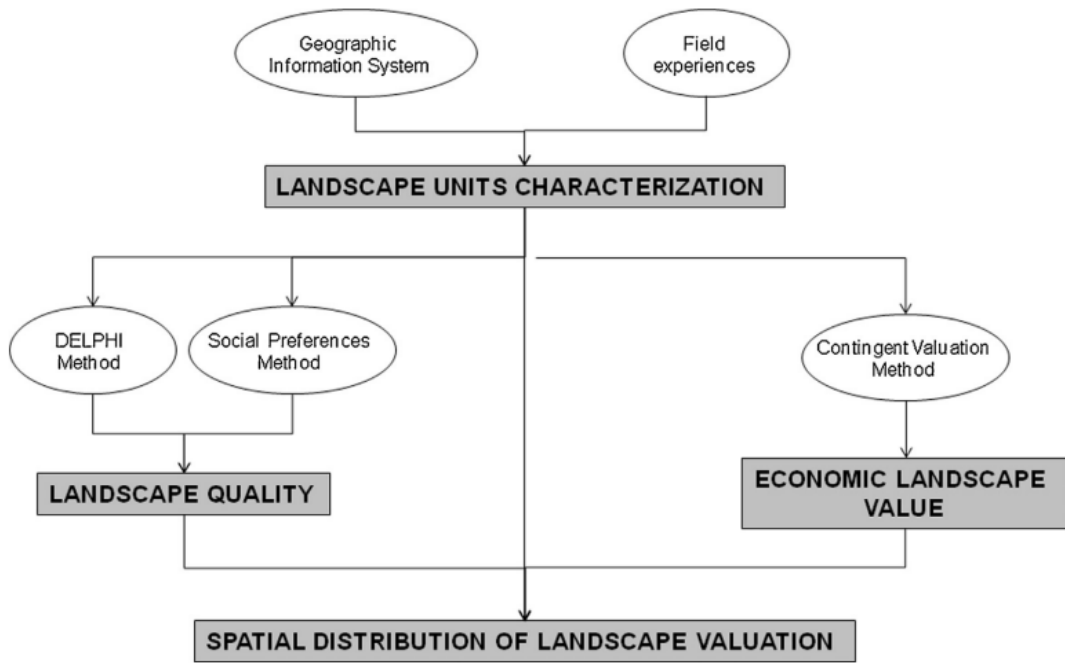 Geographic
Information System
Field
experiences
LANDSCAPE UNITS CHARACTERIZATION
DELPHI
Method
Social Preferences
Method
Contingent Valuation
Method
LANDSCAPE QUALITY
ECONOMIC LANDSCAPE
VALUE
SPATIAL DISTRIBUTION OF LANDSCAPE VALUATION